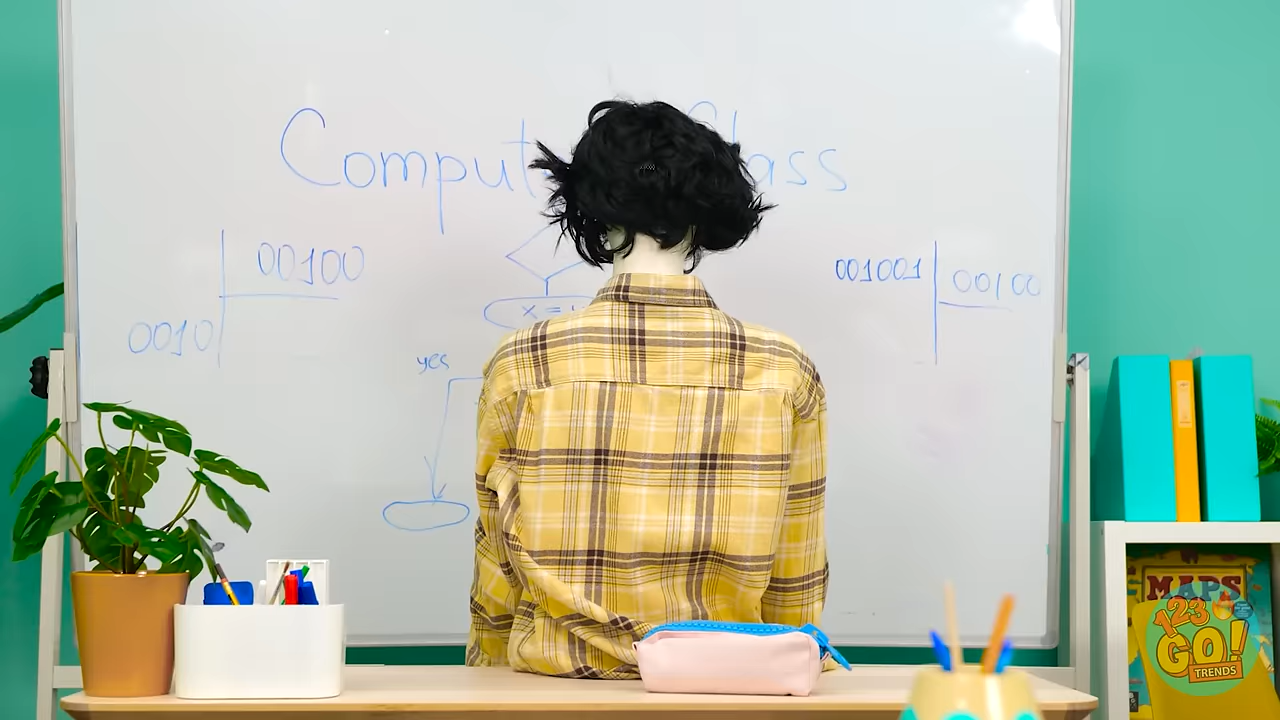 Comput
lass
00100
001001
00100
x =
0010
yes
MAPS
123
GO!
TRENDS